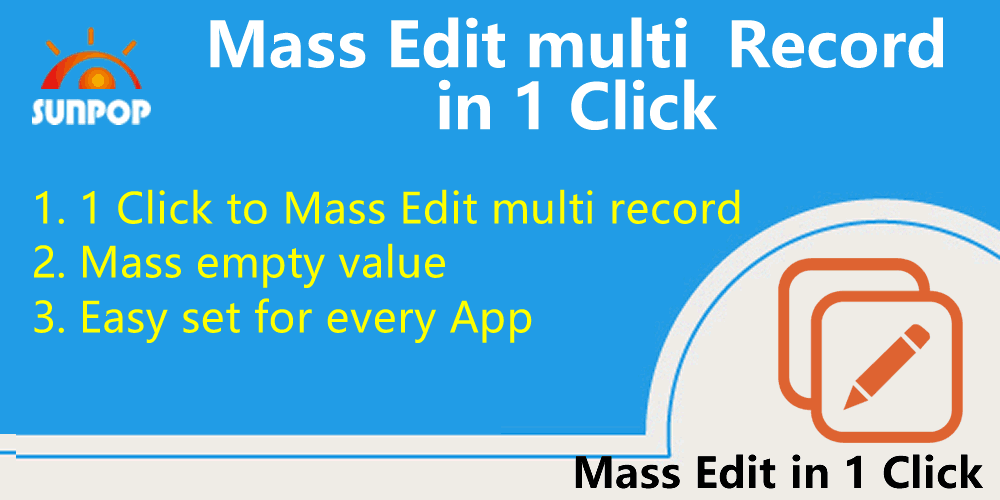 SUNPOP
Mass Edit multi Record
in 1 Click
1. 1 Click to Mass Edit multi record
2. Mass empty value
3. Easy set for every App
Mass Edit in 1 Click